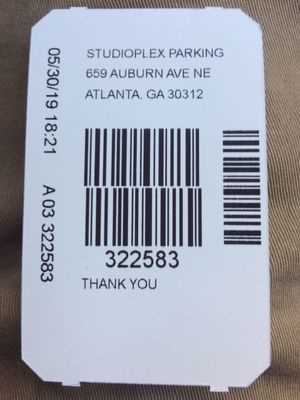 STUDIOPLEX PARKING
659 AUBURN AVE NE
ATLANTA, GA 30312
322583
THANK YOU
05/30/19 18:21 A 03 322583